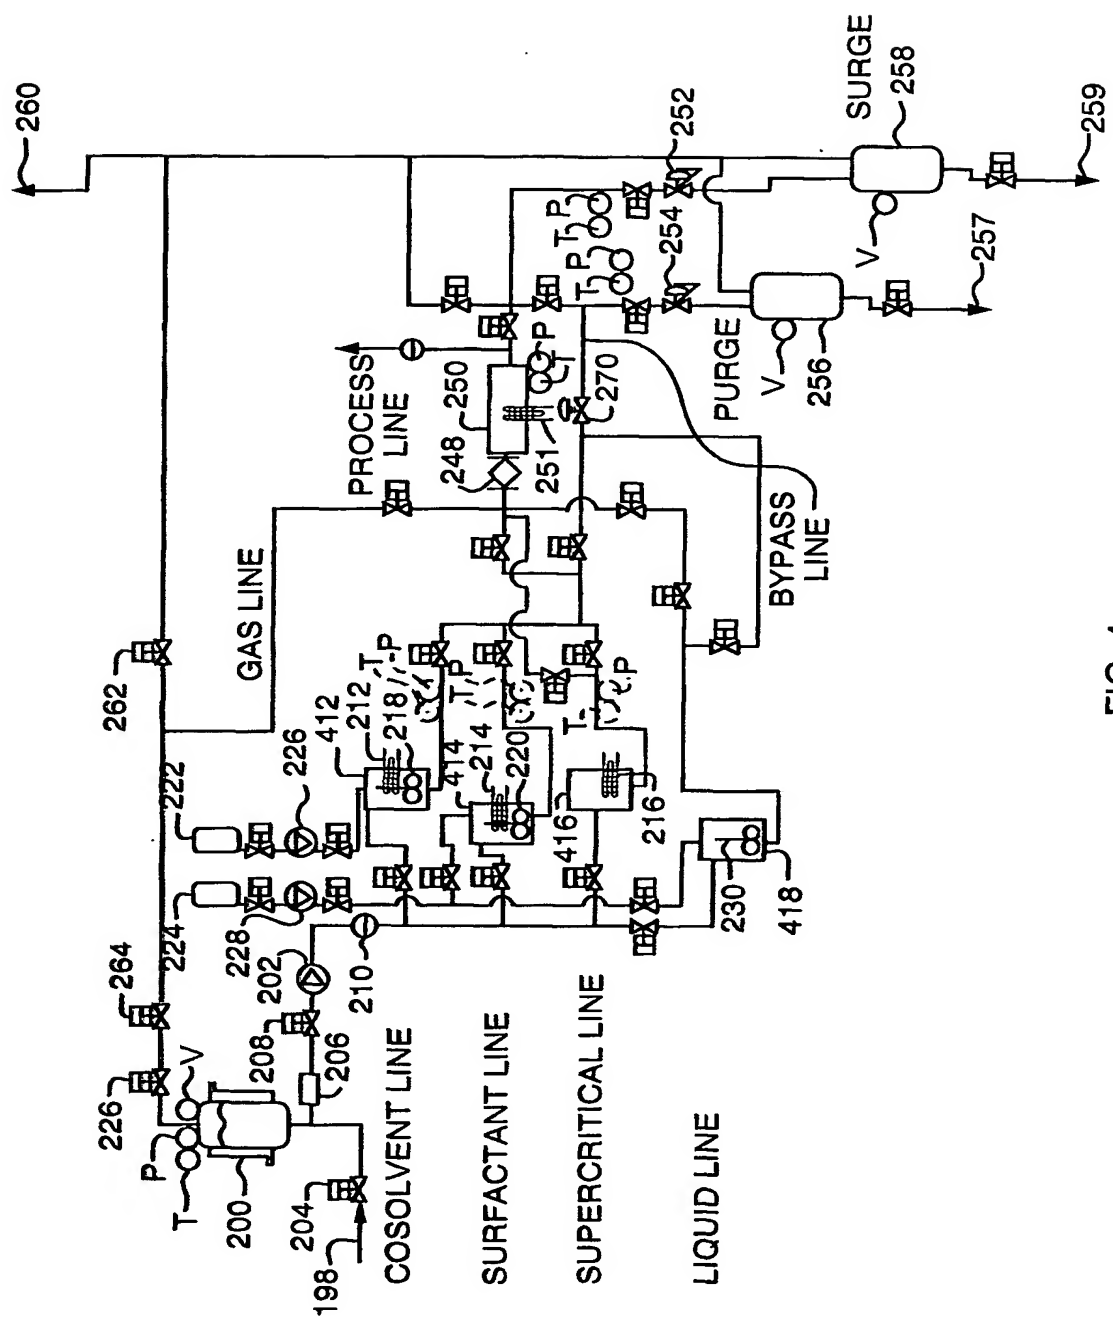 260
262
264
226
P
T
V
200
204
198
222
224
228
202
208
206
210
226
GAS LINE
412
212
218
T
P
414
214
220
T
P
416
216
T
P
230
418
COSOLVENT LINE
SURFACTANT LINE
SUPERCRITICAL LINE
LIQUID LINE
PROCESS LINE
248
250
251
P
T
270
T
P
T
P
252
254
PURGE
V
256
257
SURGE
258
V
259
BYPASS LINE
FIG.